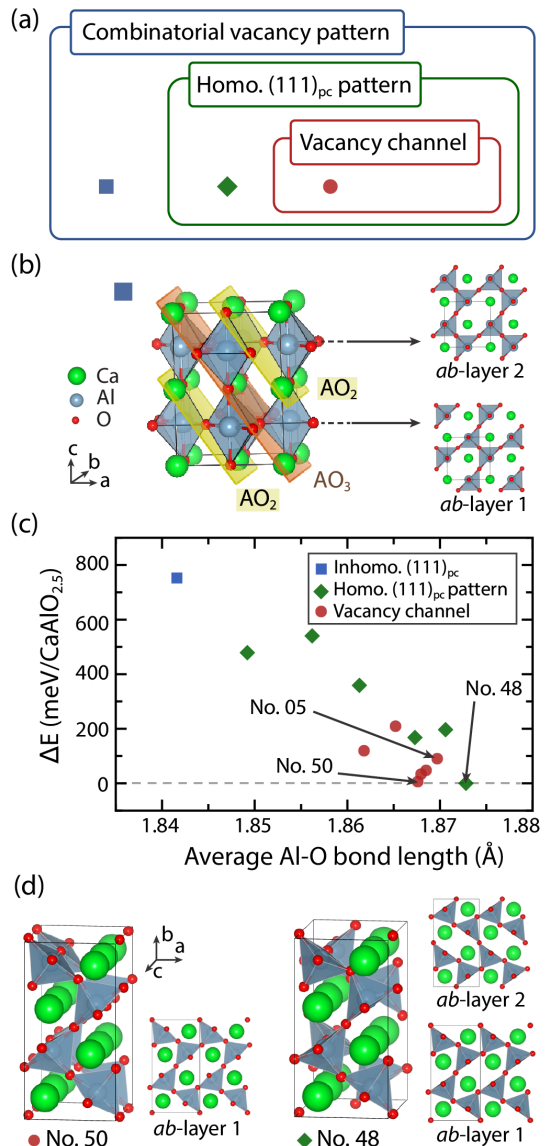 (a)
Combinatorial vacancy pattern
Homo. (111)pc pattern
Vacancy channel
(b)
ab-layer 2
Ca
Al
O
AO2
c
b
a
AO2
AO3
ab-layer 1
(c)
800
600
400
200
0
ΔE (meV/CaAlO2.5)
Inhomo. (111)pc
Homo. (111)pc pattern
Vacancy channel
No. 05
No. 48
No. 50
1.84
1.85
1.86
1.87
1.88
Average Al-O bond length (Å)
(d)
b
a
c
ab-layer 2
No. 50
ab-layer 1
No. 48
ab-layer 1